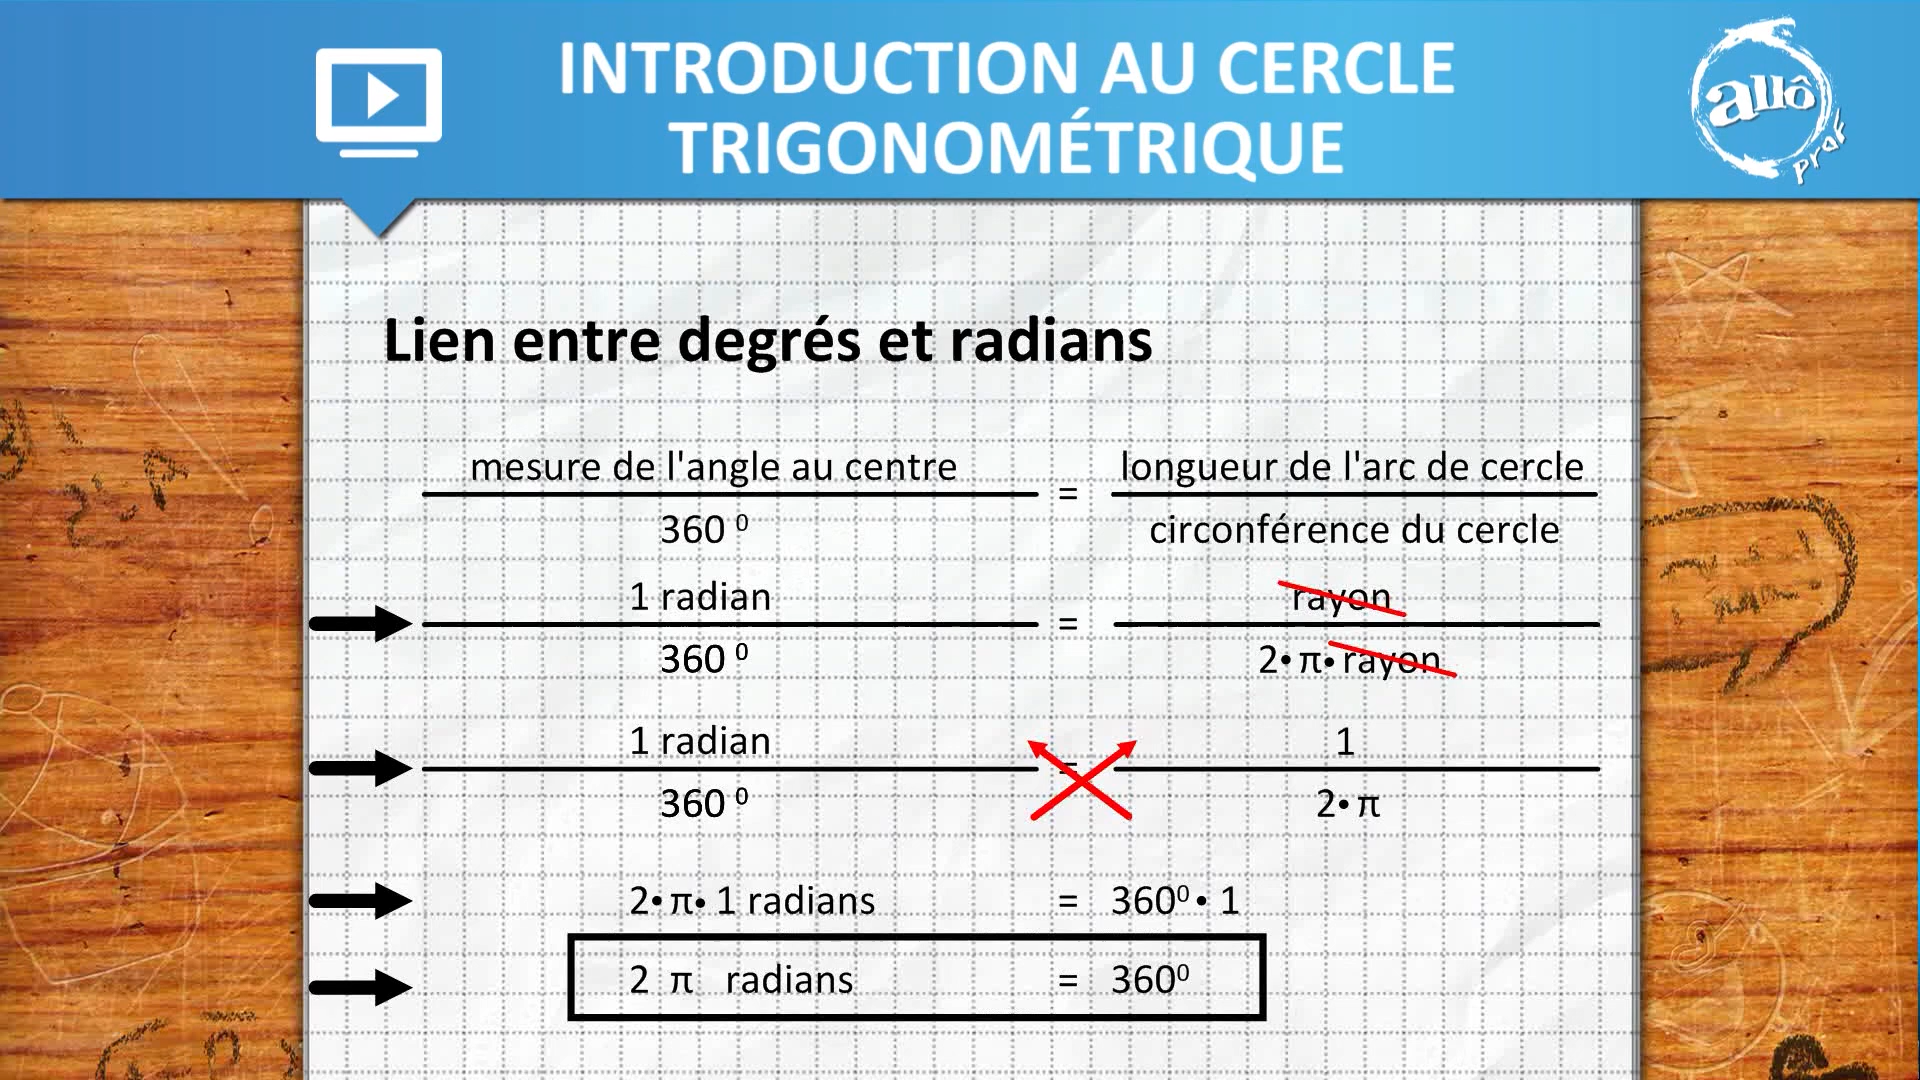 INTRODUCTION AU CERCLE
TRIGONOMÉTRIQUE
allô
prof
Lien entre degrés et radians
mesure de l'angle au centre = longueur de l'arc de cercle
360 ⁰ circonférence du cercle
1 radian = rayon
360 ⁰ 2•π•rayon
1 radian = 1
360 ⁰ 2•π
2•π•1 radians = 360⁰•1
2 π radians = 360⁰